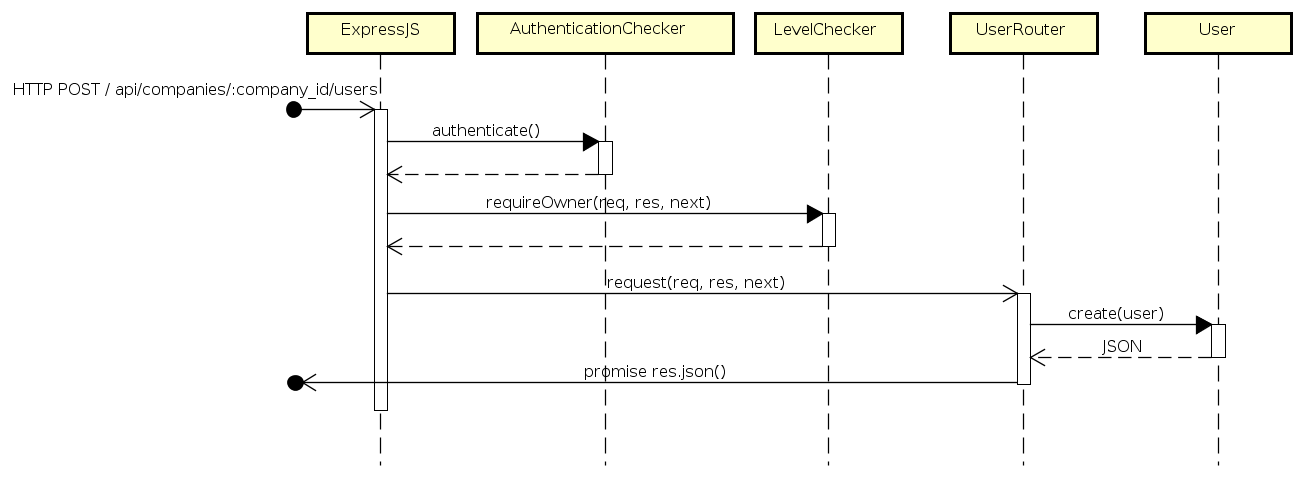 ExpressJS
AuthenticationChecker
LevelChecker
UserRouter
User
HTTP POST / api/companies/:company_id/users
authenticate()
requireOwner(req, res, next)
request(req, res, next)
create(user)
JSON
promise res.json()